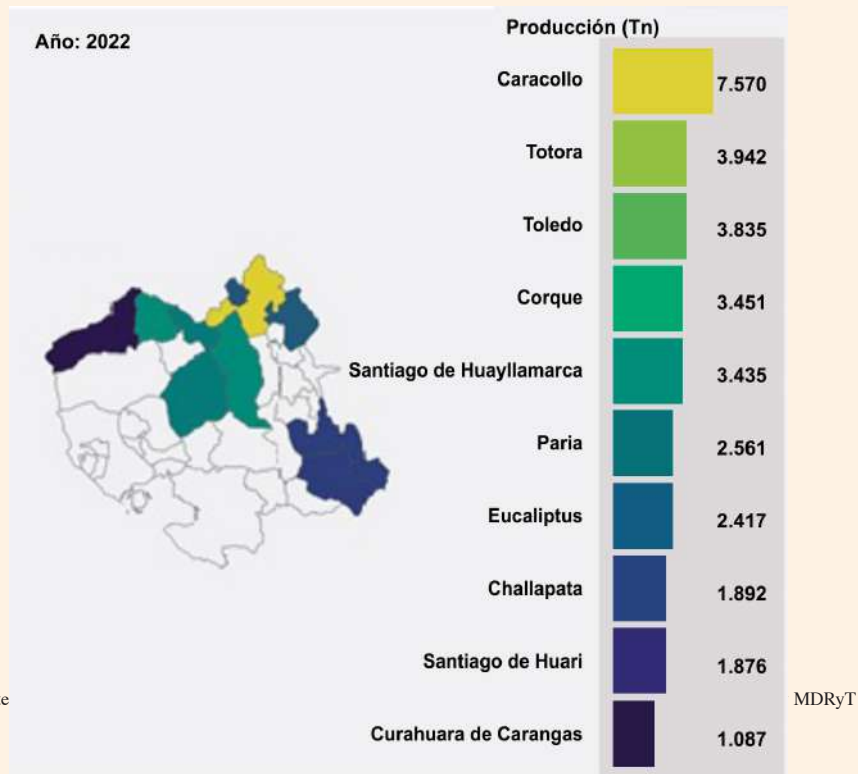 Año: 2022
Producción (Tn)
Caracollo 7.570
Totora 3.942
Toledo 3.835
Corque 3.451
Santiago de Huayllamarca 3.435
Paria 2.561
Eucaliptus 2.417
Challapata 1.892
Santiago de Huari 1.876
MDRyT
Curahuara de Carangas 1.087